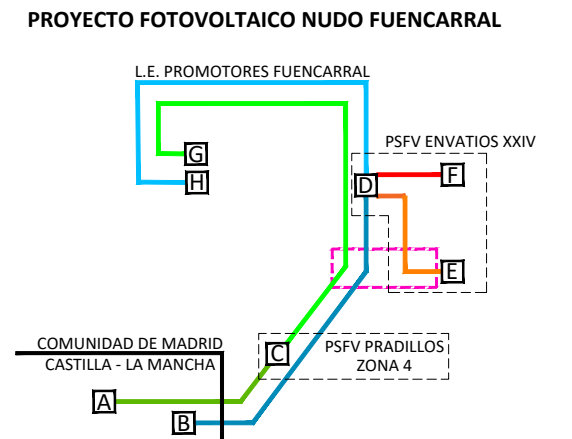 PROYECTO FOTOVOLTAICO NUDO FUENCARRAL
L.E. PROMOTORES FUENCARRAL
PSFV ENVATIOS XXIV
G
H
D
F
E
COMUNIDAD DE MADRID
CASTILLA - LA MANCHA
C
PSFV PRADILLOS
ZONA 4
A
B